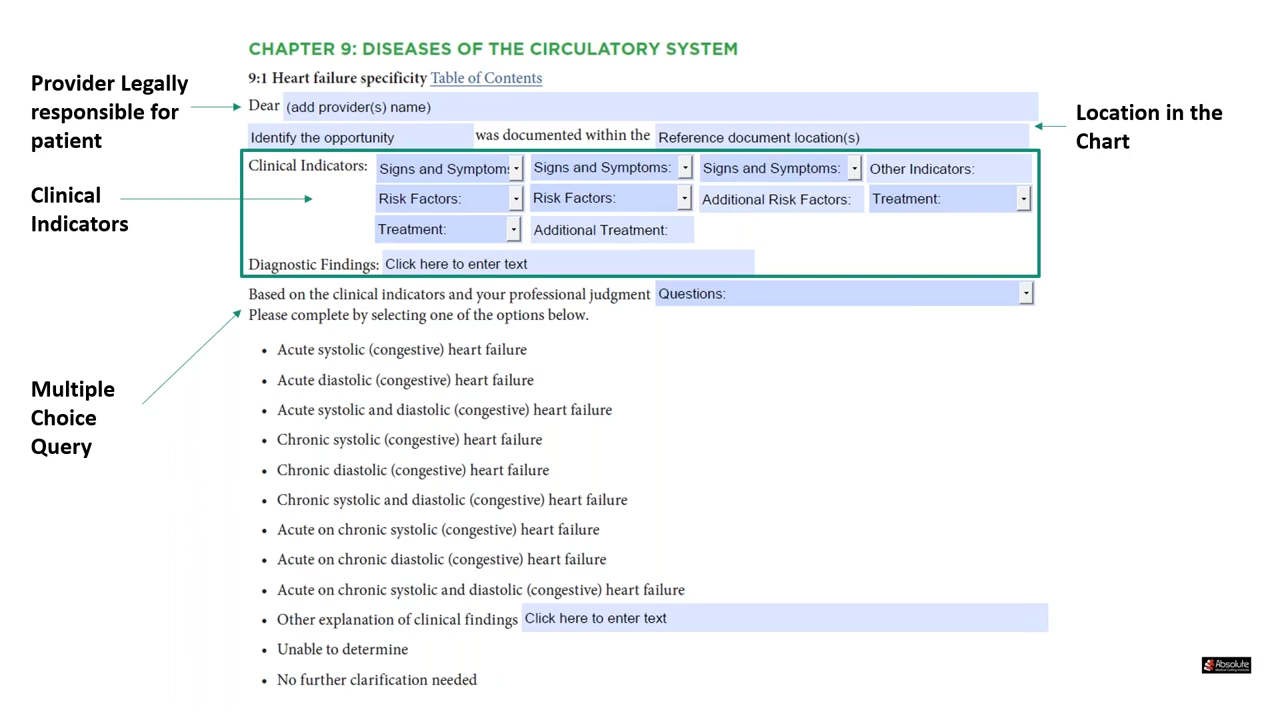 CHAPTER 9: DISEASES OF THE CIRCULATORY SYSTEM
9:1 Heart failure specificity Table of Contents
Provider Legally
responsible for
patient
Dear (add provider(s) name)
Location in the
Chart
Identify the opportunity was documented within the Reference document location(s)
Clinical
Indicators
Clinical Indicators: Signs and Symptoms: Signs and Symptoms: Signs and Symptoms: Other Indicators:
Risk Factors: Risk Factors: Additional Risk Factors: Treatment:
Treatment: Additional Treatment:
Diagnostic Findings: Click here to enter text
Based on the clinical indicators and your professional judgment Questions:
Please complete by selecting one of the options below.
Multiple
Choice
Query
• Acute systolic (congestive) heart failure
• Acute diastolic (congestive) heart failure
• Acute systolic and diastolic (congestive) heart failure
• Chronic systolic (congestive) heart failure
• Chronic diastolic (congestive) heart failure
• Chronic systolic and diastolic (congestive) heart failure
• Acute on chronic systolic (congestive) heart failure
• Acute on chronic diastolic (congestive) heart failure
• Acute on chronic systolic and diastolic (congestive) heart failure
• Other explanation of clinical findings Click here to enter text
• Unable to determine
• No further clarification needed
Absolute